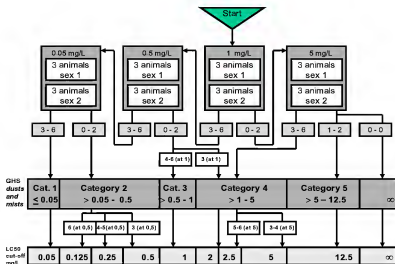 Start
0.05 mg/L
0.5 mg/L
1 mg/L
5 mg/L
3 animals
sex 1
3 animals
sex 1
3 animals
sex 1
3 animals
sex 1
3 animals
sex 2
3 animals
sex 2
3 animals
sex 2
3 animals
sex 2
3 - 6
0 - 2
3 - 6
0 - 2
3 - 6
0 - 2
3 - 6
1 - 2
0 - 0
4-6 (at 1)
3 (at 1)
GHS
dusts
and
mists
Cat. 1
≤ 0.05
Category 2
> 0.05 - 0.5
Cat. 3
> 0.5 - 1
Category 4
> 1 - 5
Category 5
> 5 – 12.5
∞
6 (at 0,5)
4-5(at 0,5)
3 (at 0,5)
5-6 (at 5)
3-4 (at 5)
LC50
cut-off
mg/L
0.05
0.125
0.25
0.5
1
2
2.5
5
12.5
∞